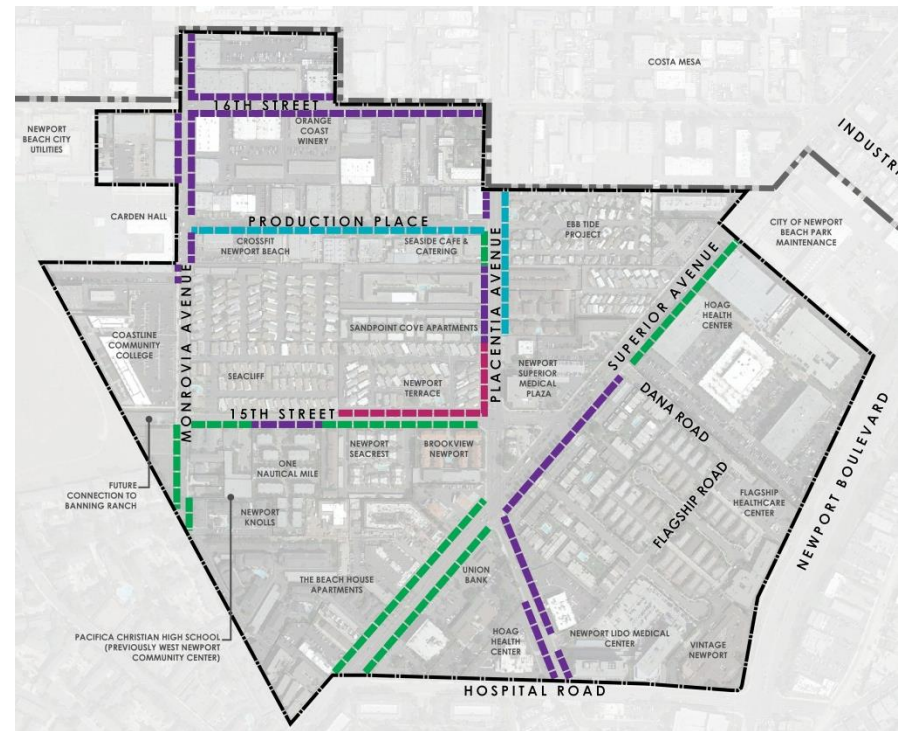 COSTA MESA
16TH STREET
NEWPORT
BEACH CITY
UTILITIES
ORANGE
COAST
WINERY
INDUSTRI
CARDEN HALL
PRODUCTION PLACE
CROSSFIT
NEWPORT BEACH
SEASIDE CAFE &
CATERING
EBB TIDE
PROJECT
CITY OF NEWPORT
BEACH PARK
MAINTENANCE
MONROVIA AVENUE
PLACENTIA AVENUE
SUPERIOR AVENUE
HOAG
HEALTH
CENTER
COASTLINE
COMMUNITY
COLLEGE
SANDPOINT COVE APARTMENTS
SEACLIFF
NEWPORT
TERRACE
NEWPORT
SUPERIOR
MEDICAL
PLAZA
DANA ROAD
NEWPORT BOULEVARD
15TH STREET
NEWPORT
SEACREST
BROOKVIEW
NEWPORT
ONE
NAUTICAL MILE
FUTURE
CONNECTION TO
BANNING RANCH
NEWPORT
KNOLLS
FLAGSHIP ROAD
FLAGSHIP
HEALTHCARE
CENTER
THE BEACH HOUSE
APARTMENTS
UNION
BANK
PACIFICA CHRISTIAN HIGH SCHOOL
(PREVIOUSLY WEST NEWPORT
COMMUNITY CENTER)
HOAG
HEALTH
CENTER
NEWPORT LIDO MEDICAL
CENTER
VINTAGE
NEWPORT
HOSPITAL ROAD